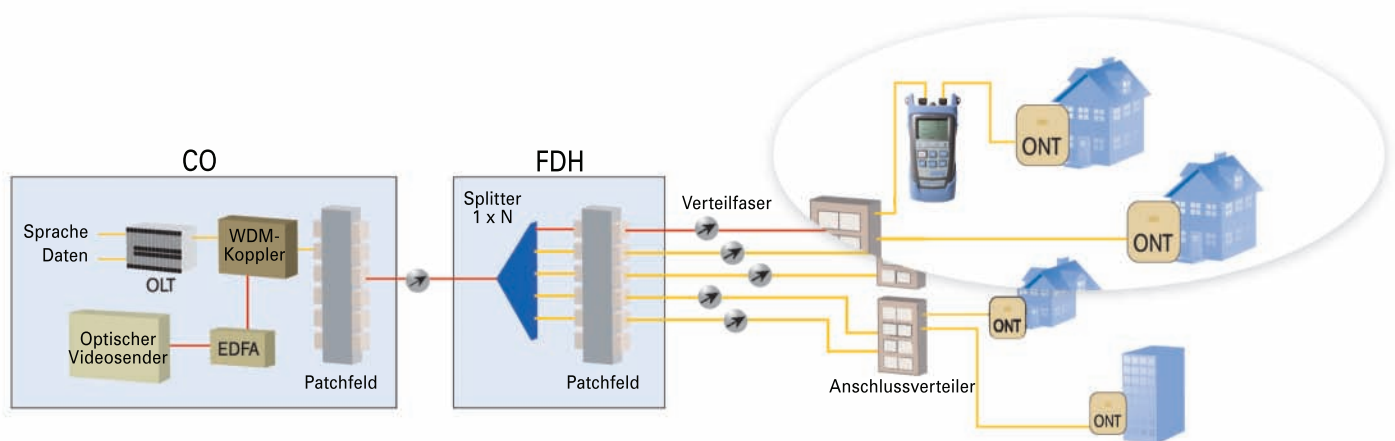 CO
FDH
Sprache
Daten
OLT
WDM-
Koppler
Optischer
Videosender
EDFA
Patchfeld
Splitter
1 x N
Patchfeld
Verteilfaser
Anschlussverteiler
ONT
ONT
ONT
ONT